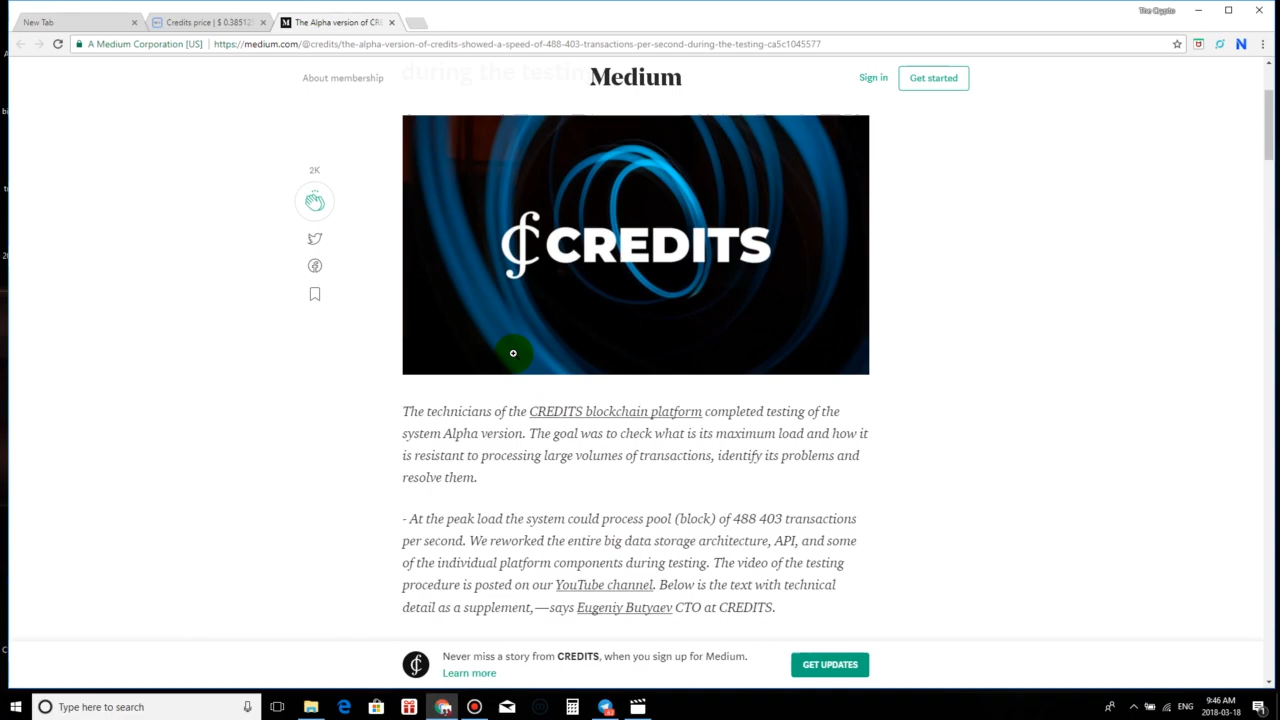 The Crypto
New Tab
Credits price | $ 0.385125
The Alpha version of CRE
A Medium Corporation [US]
https://medium.com/@credits/the-alpha-version-of-credits-showed-a-speed-of-488-403-transactions-per-second-during-the-testing-ca5c1045577
during the testing
About membership
Medium
Sign in
Get started
2K
CREDITS
The technicians of the CREDITS blockchain platform completed testing of the
system Alpha version. The goal was to check what is its maximum load and how it
is resistant to processing large volumes of transactions, identify its problems and
resolve them.
- At the peak load the system could process pool (block) of 488 403 transactions
per second. We reworked the entire big data storage architecture, API, and some
of the individual platform components during testing. The video of the testing
procedure is posted on our YouTube channel. Below is the text with technical
detail as a supplement, — says Eugeniy Butyaev CTO at CREDITS.
Never miss a story from CREDITS, when you sign up for Medium.
Learn more
GET UPDATES
Type here to search
ENG
9:46 AM
2018-03-18